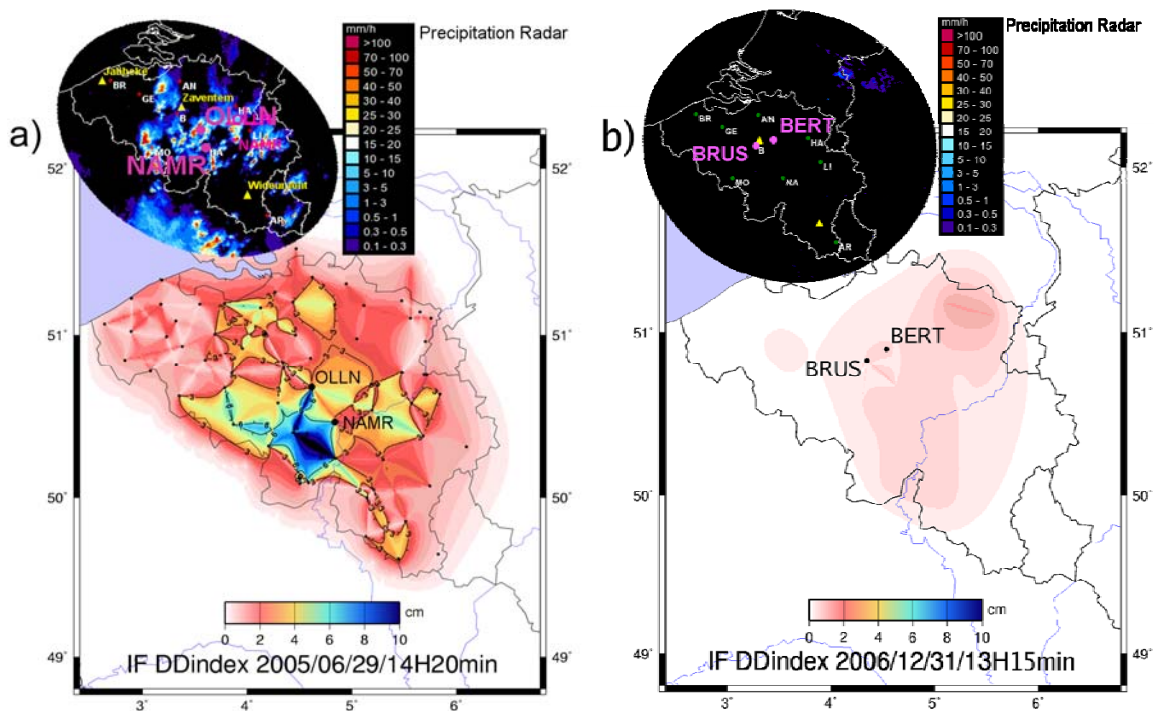 a)
Precipitation Radar
mm/h
>100
70 - 100
50 - 70
40 - 50
30 - 40
25 - 30
20 - 25
15 20
10 - 15
5 - 10
3 - 5
1 - 3
0.5 - 1
0.3 - 0.5
0.1 - 0.3
Jabbeke
BR
GE
AN
Zaventem
B
HA
OLLN
LI
NAMR
MO
NA
Wideumont
AR
52˚
51˚
50˚
49˚
OLLN
NAMR
0 2 4 6 8 10
cm
IF DDindex 2005/06/29/14H20min
3˚ 4˚ 5˚ 6˚
b)
Precipitation Radar
mm/h
>100
70 - 100
50 - 70
40 - 50
30 - 40
25 - 30
20 - 25
15 20
10 - 15
5 - 10
3 - 5
1 - 3
0.5 - 1
0.3 - 0.5
0.1 - 0.3
BR
GE
AN
BERT
BRUS
B
HA
LI
MO
NA
AR
52˚
51˚
50˚
49˚
BERT
BRUS
0 2 4 6 8 10
cm
IF DDindex 2006/12/31/13H15min
3˚ 4˚ 5˚ 6˚